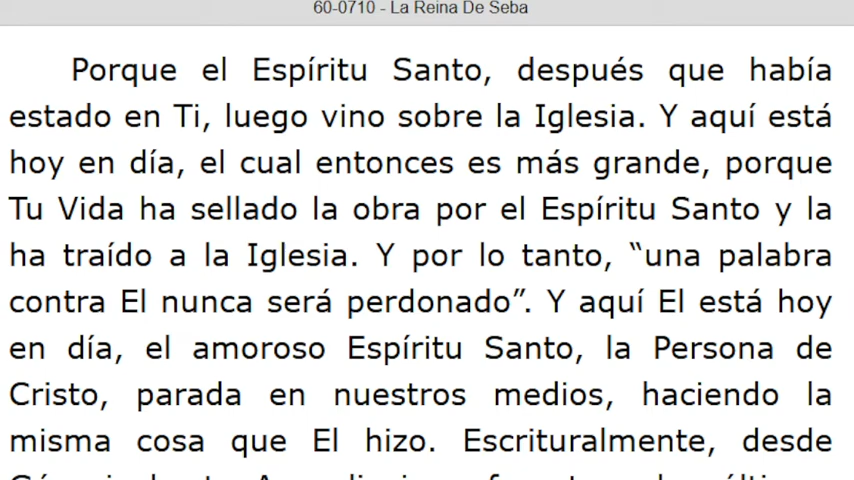 60-0710 - La Reina De Seba
Porque el Espíritu Santo, después que había
estado en Ti, luego vino sobre la Iglesia. Y aquí está
hoy en día, el cual entonces es más grande, porque
Tu Vida ha sellado la obra por el Espíritu Santo y la
ha traído a la Iglesia. Y por lo tanto, “una palabra
contra El nunca será perdonado”. Y aquí El está hoy
en día, el amoroso Espíritu Santo, la Persona de
Cristo, parada en nuestros medios, haciendo la
misma cosa que El hizo. Escrituralmente, desde